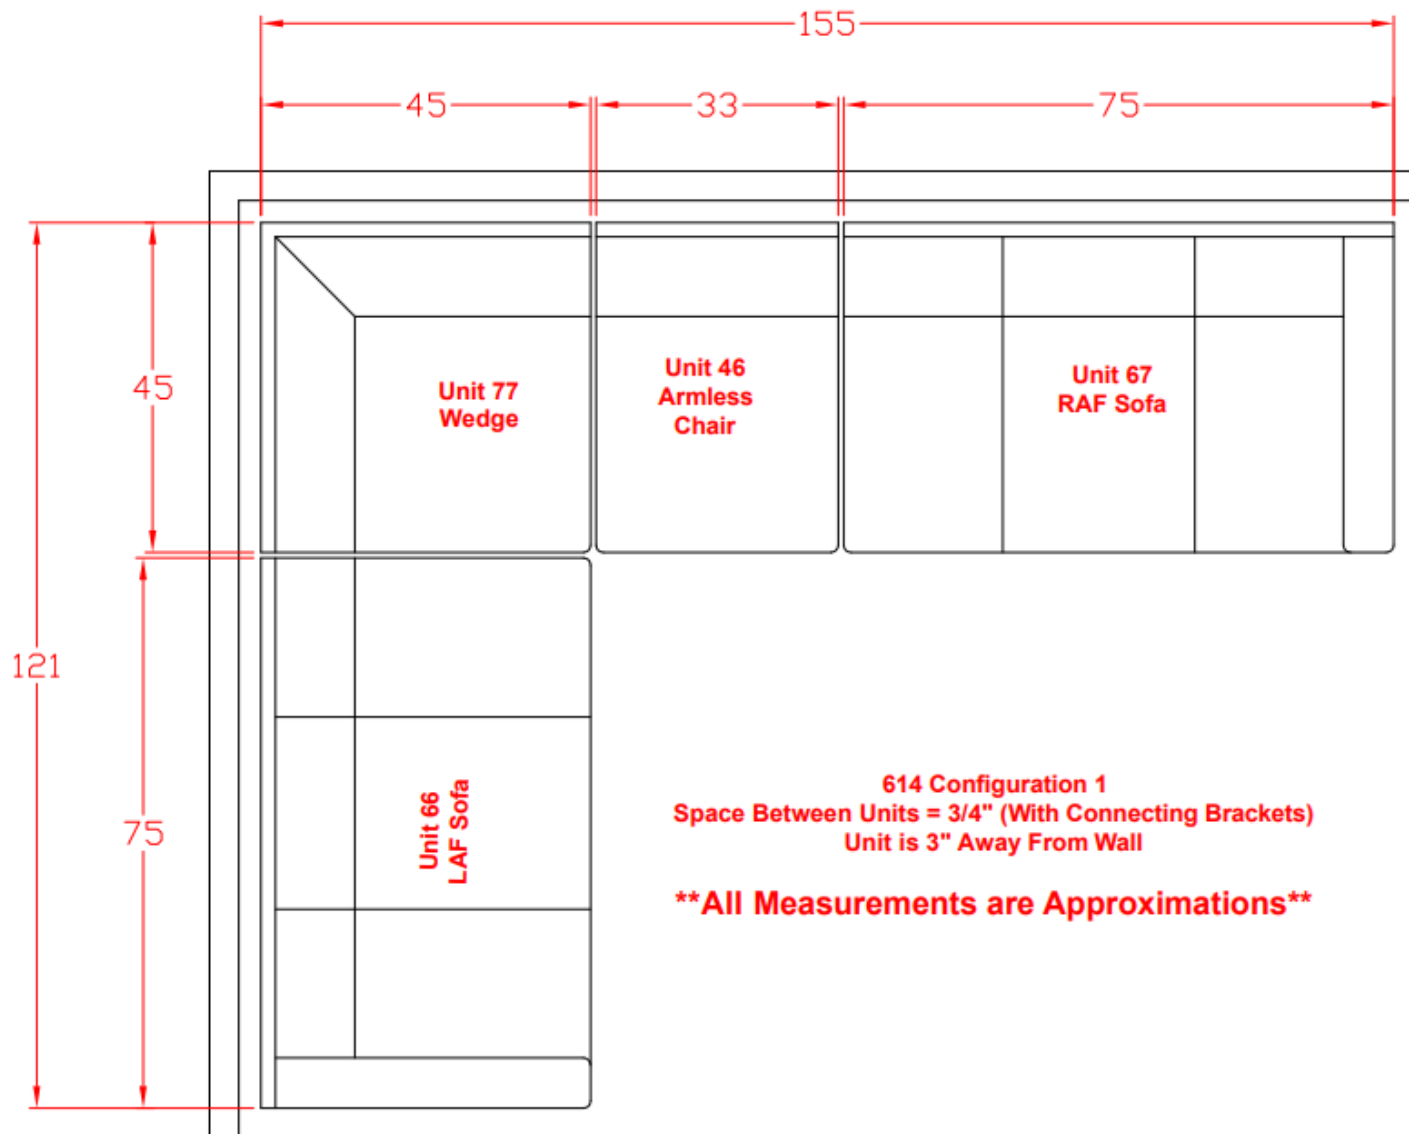 155
45
33
75
45
Unit 77
Wedge
Unit 46
Armless
Chair
Unit 67
RAF Sofa
121
75
Unit 66
LAF Sofa
614 Configuration 1
Space Between Units = 3/4" (With Connecting Brackets)
Unit is 3" Away From Wall
**All Measurements are Approximations**